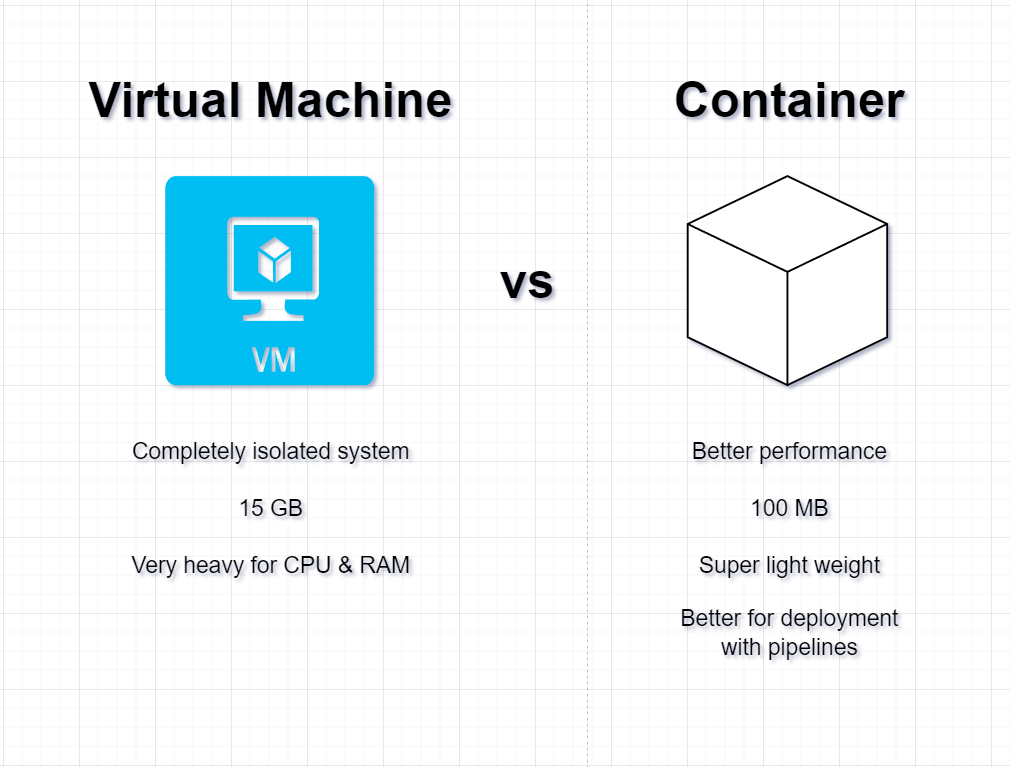 Virtual Machine
VM
Completely isolated system
15 GB
Very heavy for CPU & RAM
vs
Container
Better performance
100 MB
Super light weight
Better for deployment
with pipelines